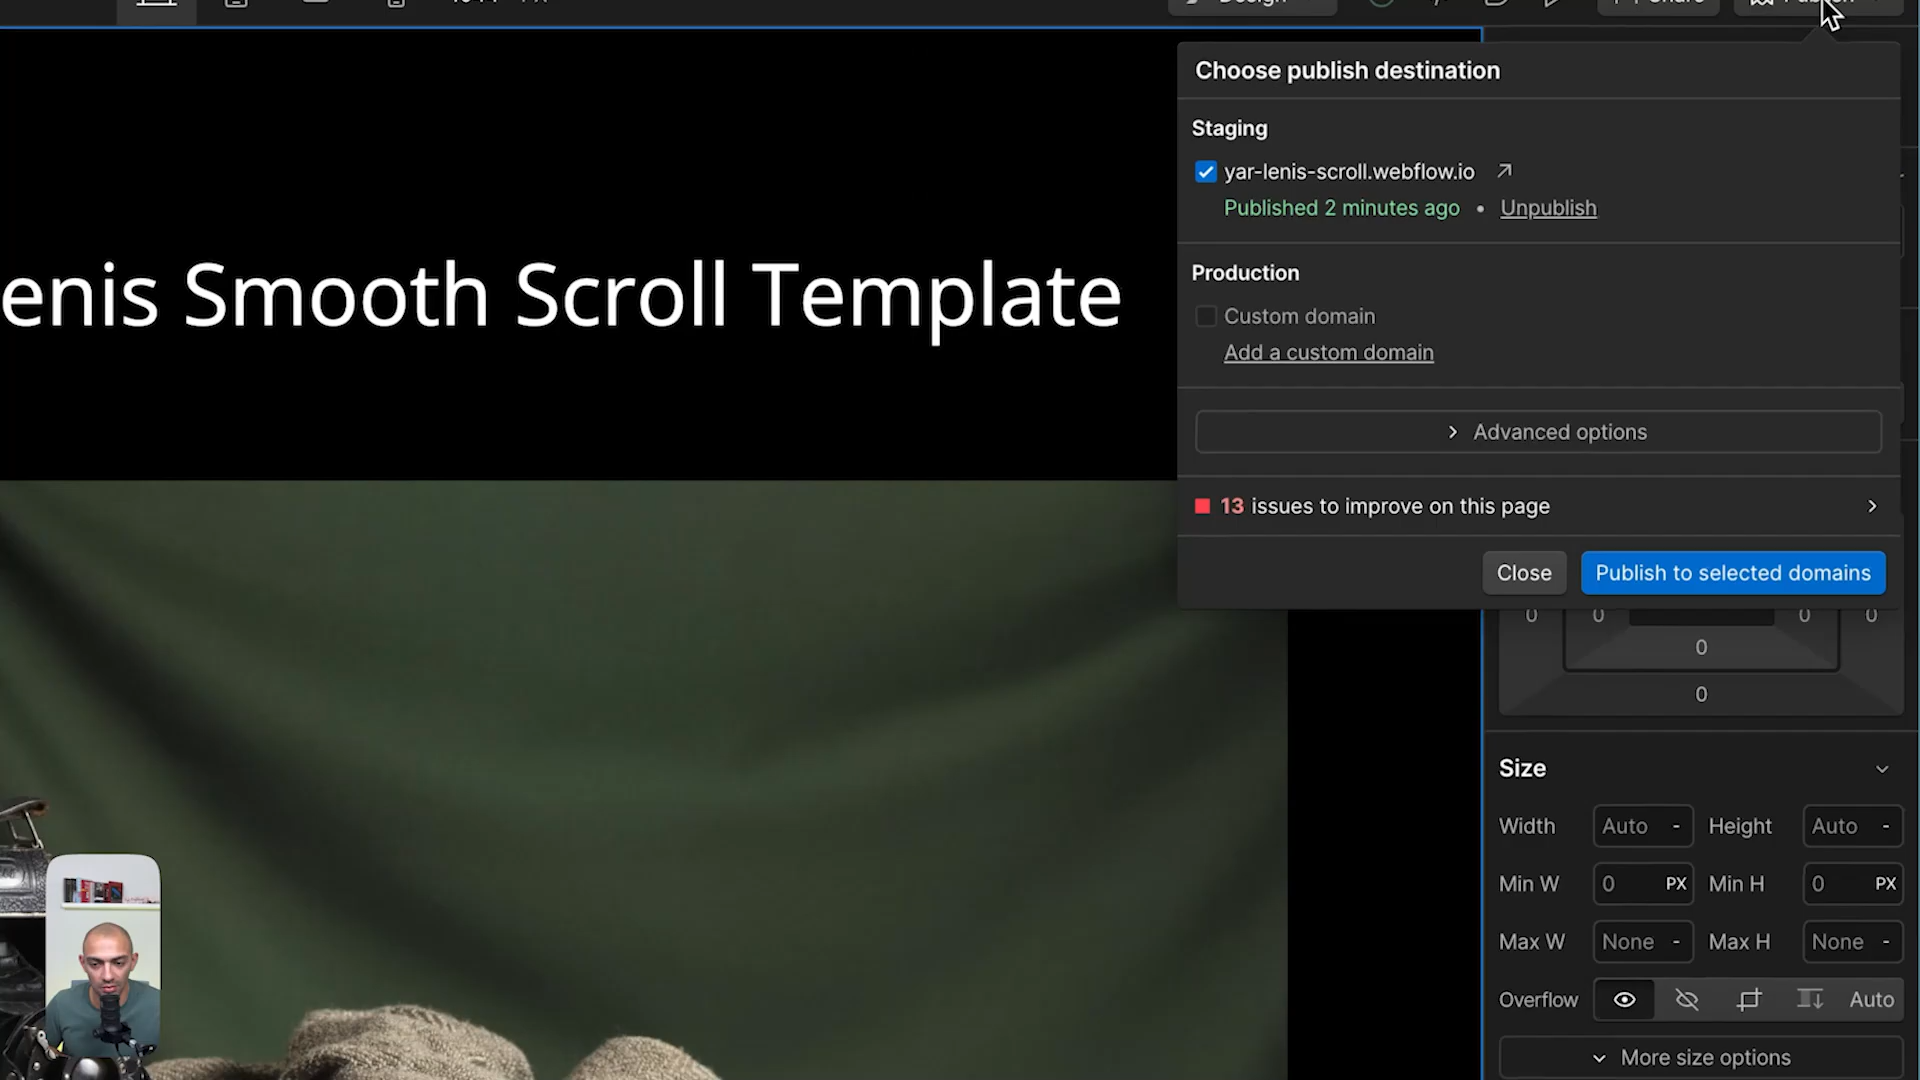 Choose publish destination
Staging
yar-lenis-scroll.webflow.io
Published 2 minutes ago • Unpublish
Production
Custom domain
Add a custom domain
Advanced options
13 issues to improve on this page
Close
Publish to selected domains
enis Smooth Scroll Template
0 0 0 0
0
0
Size
Width Auto - Height Auto -
Min W 0 PX Min H 0 PX
Max W None - Max H None -
Overflow Auto
More size options